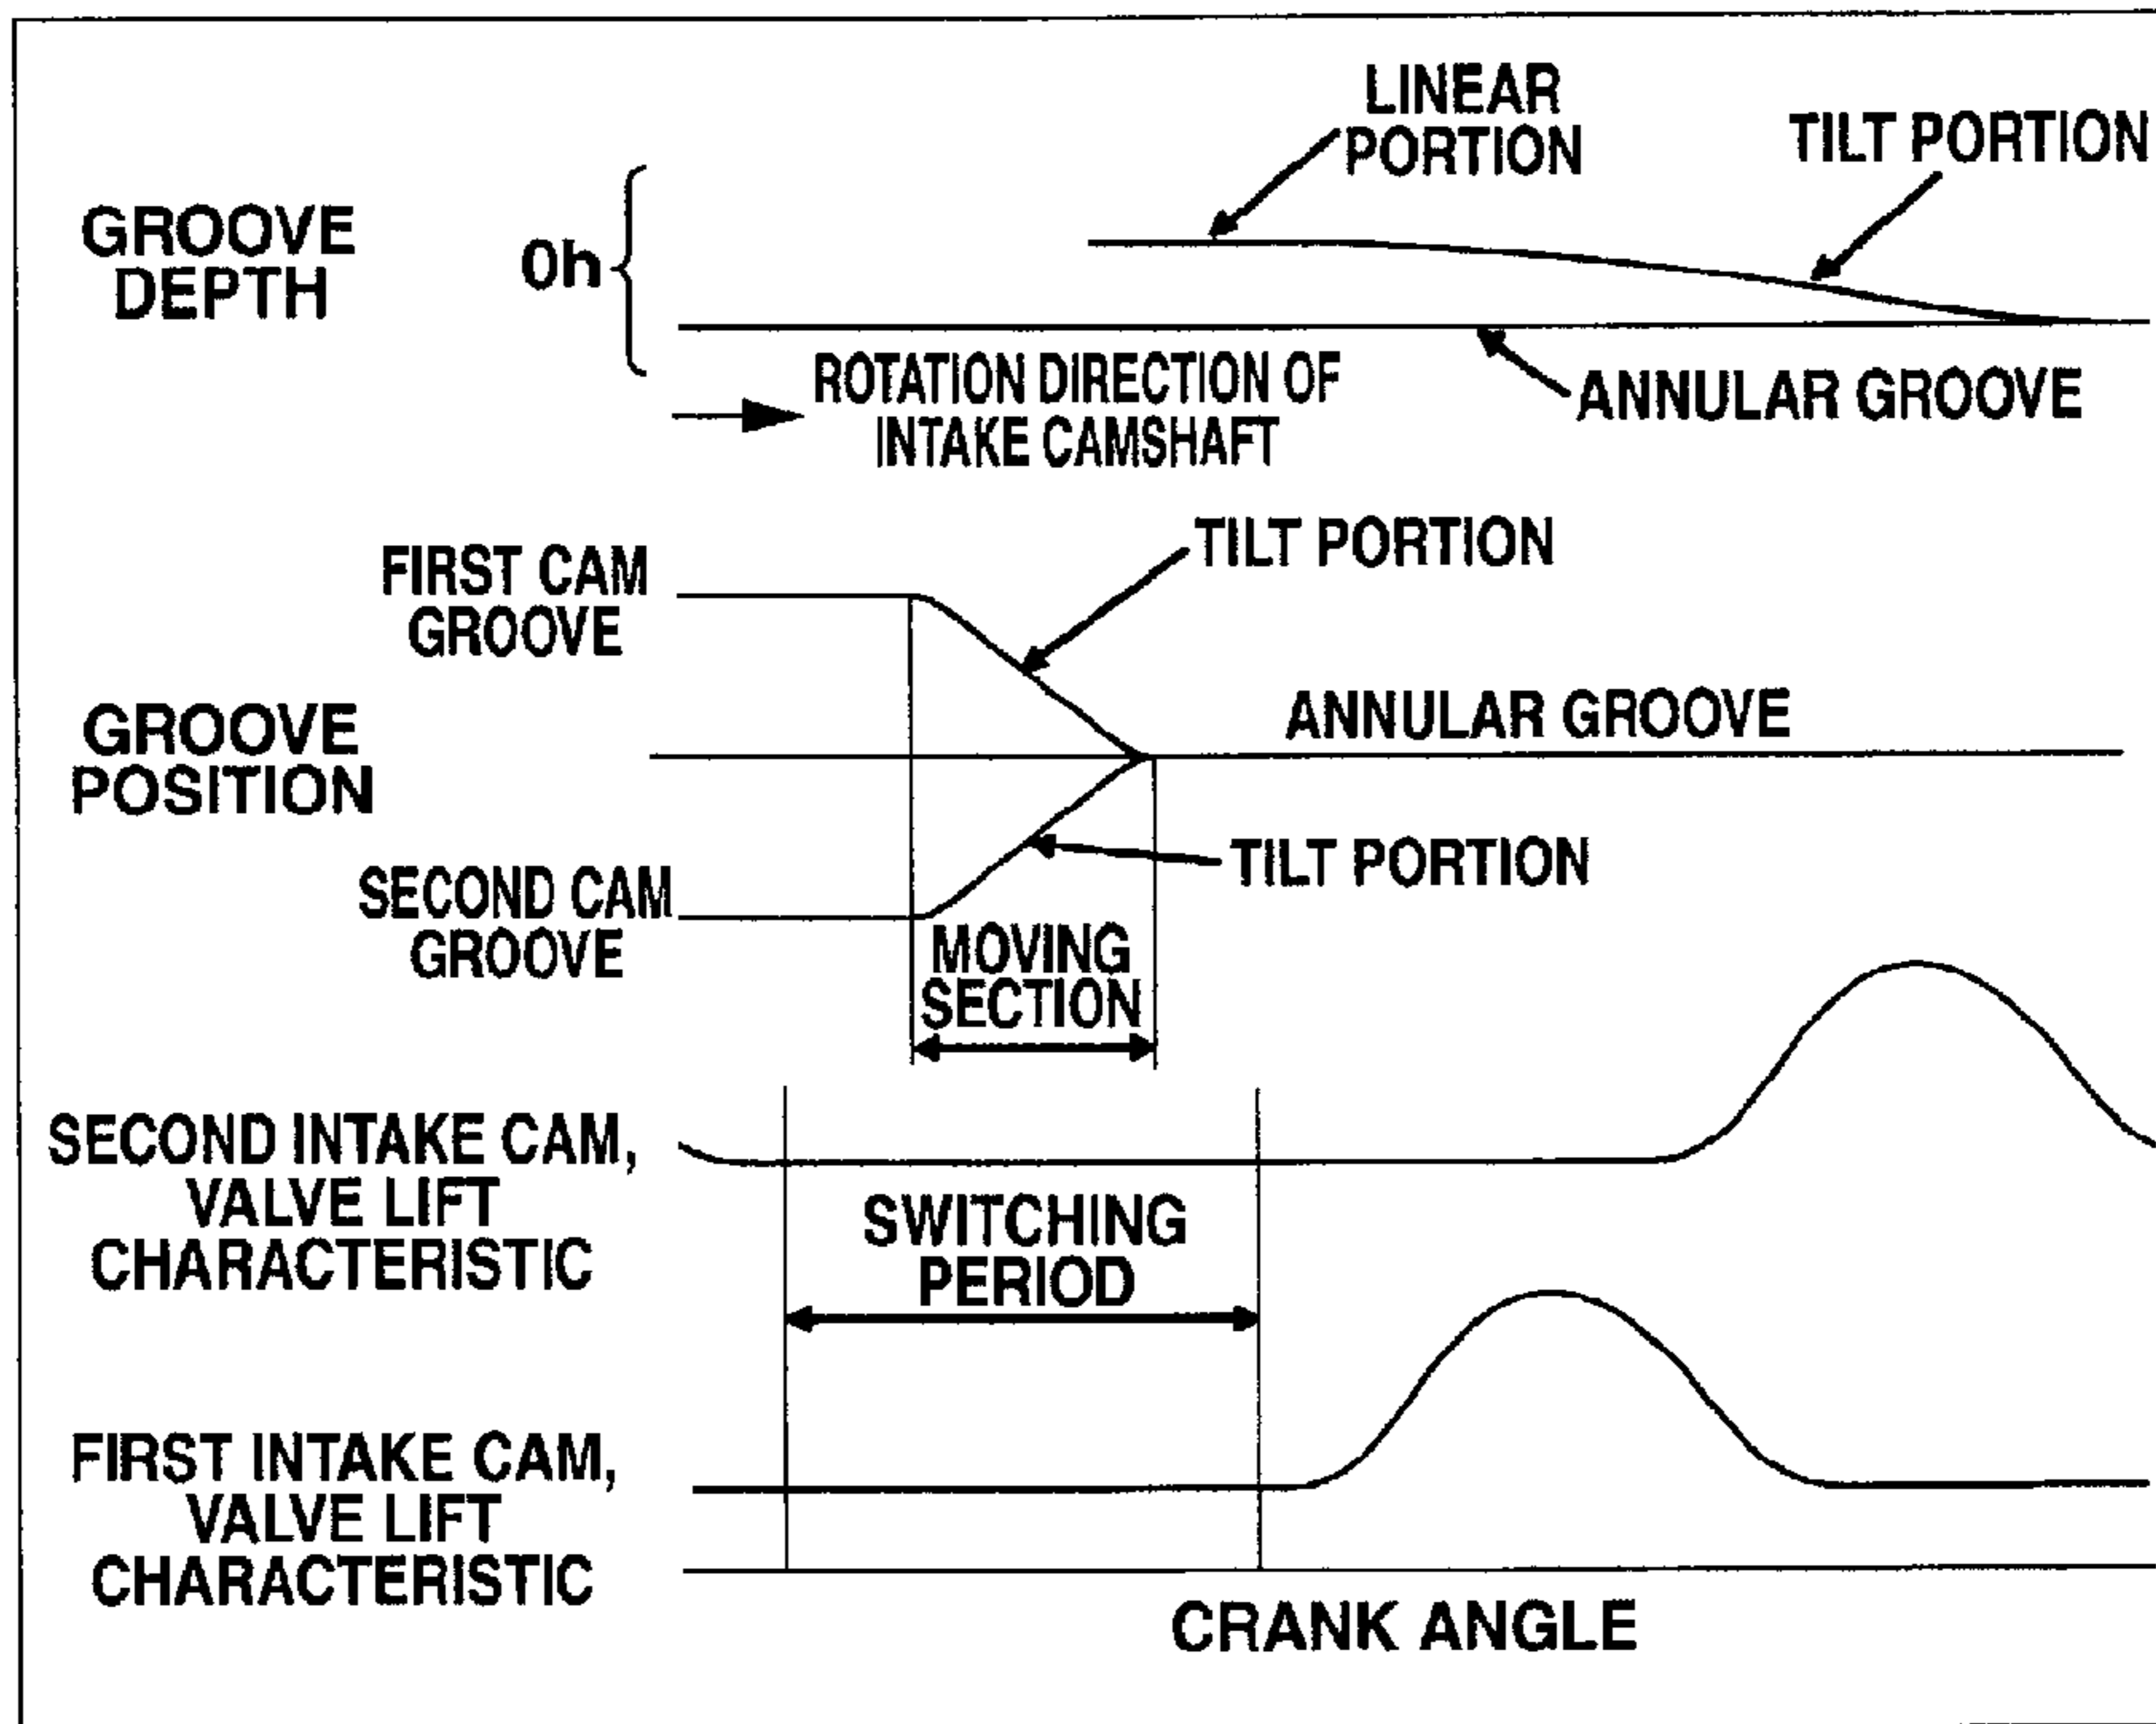 LINEAR
PORTION
TILT PORTION
GROOVE
DEPTH
0h
ROTATION DIRECTION OF
INTAKE CAMSHAFT
ANNULAR GROOVE
TILT PORTION
FIRST CAM
GROOVE
ANNULAR GROOVE
GROOVE
POSITION
TILT PORTION
SECOND CAM
GROOVE
MOVING
SECTION
SECOND INTAKE CAM,
VALVE LIFT
CHARACTERISTIC
SWITCHING
PERIOD
FIRST INTAKE CAM,
VALVE LIFT
CHARACTERISTIC
CRANK ANGLE